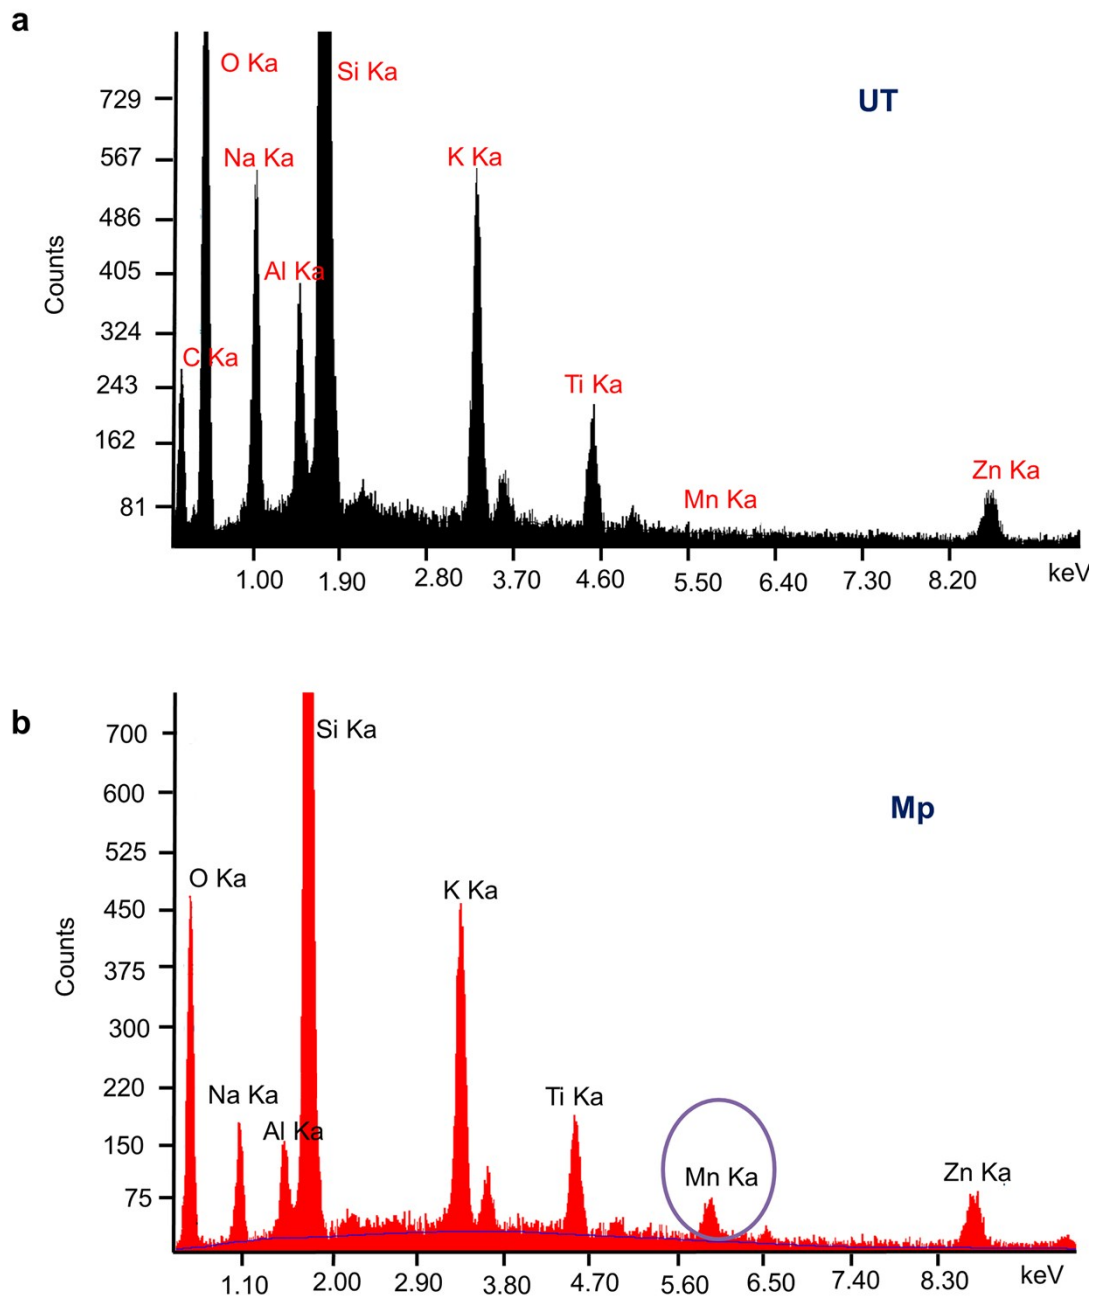 a
O Ka
Si Ka
UT
729
567
Na Ka
K Ka
486
405
Al Ka
Counts
324
C Ka
243
Ti Ka
162
Mn Ka
Zn Ka
81
1.00 1.90 2.80 3.70 4.60 5.50 6.40 7.30 8.20 keV
b
700
Si Ka
600
Mp
525
O Ka
K Ka
450
Counts
375
300
220
Na Ka
Ti Ka
150
Al Ka
Mn Ka
Zn Ka
75
1.10 2.00 2.90 3.80 4.70 5.60 6.50 7.40 8.30 keV